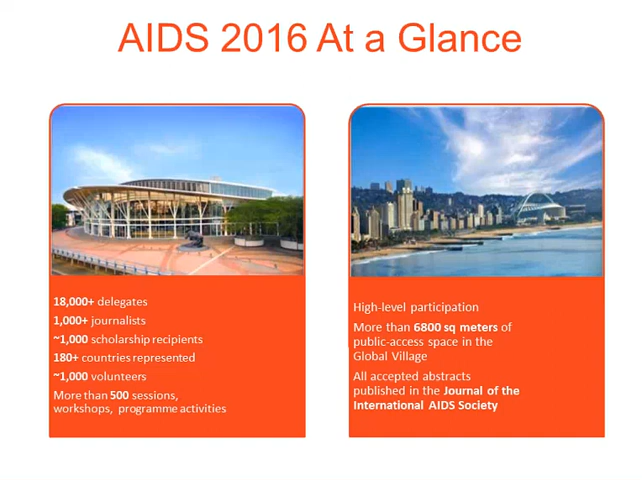 AIDS 2016 At a Glance
18,000+ delegates
1,000+ journalists
~1,000 scholarship recipients
180+ countries represented
~1,000 volunteers
More than 500 sessions,
workshops, programme activities
High-level participation
More than 6800 sq meters of
public-access space in the
Global Village
All accepted abstracts
published in the Journal of the
International AIDS Society